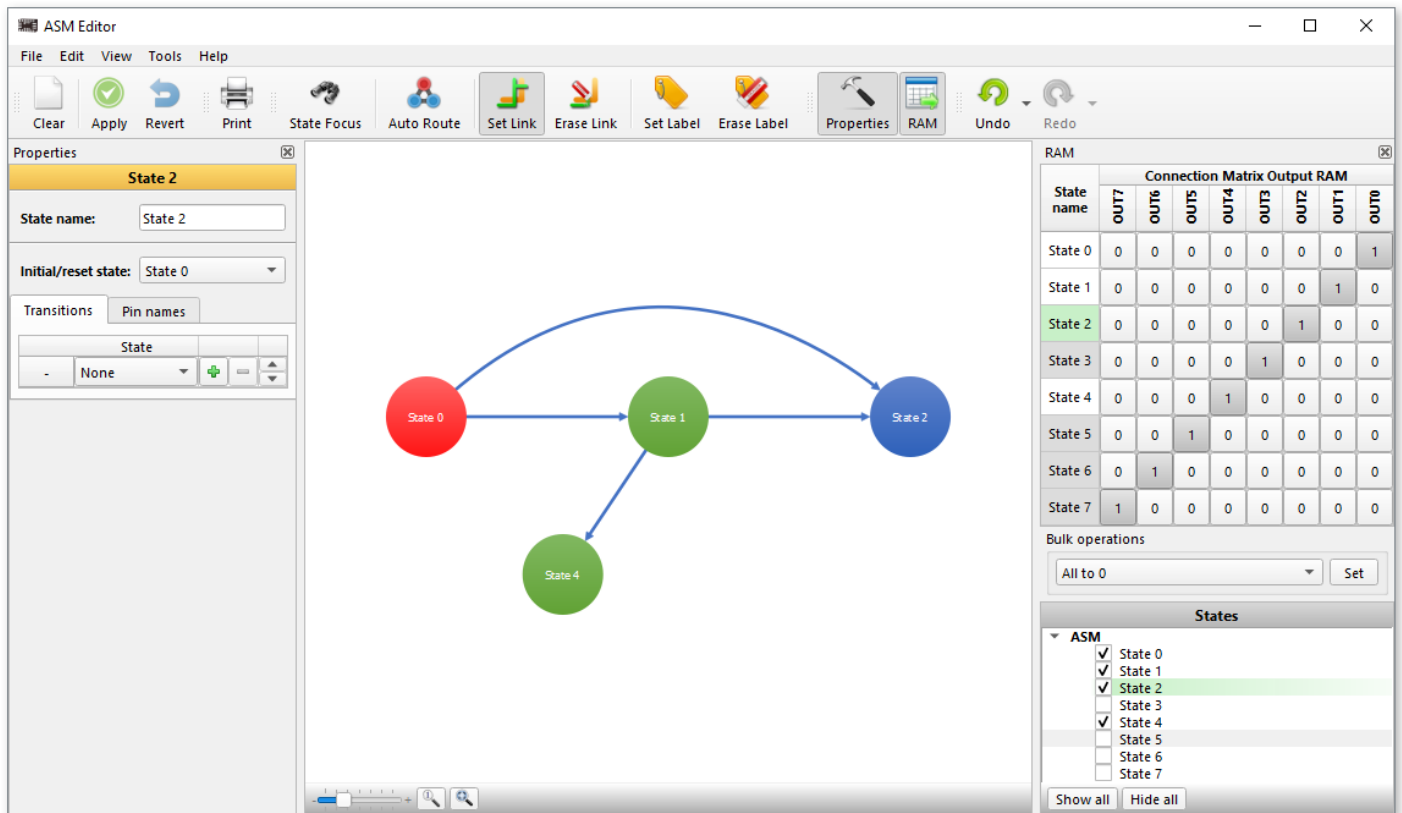 ASM Editor
File Edit View Tools Help
Clear Apply Revert Print State Focus Auto Route Set Link Erase Link Set Label Erase Label Properties RAM Undo Redo
Properties
State 2
State name: State 2
Initial/reset state: State 0
Transitions Pin names
State
- None
State 0
State 1
State 2
State 4
- +
RAM
State name
Connection Matrix Output RAM
OUT7 OUT6 OUT5 OUT4 OUT3 OUT2 OUT1 OUT0
State 0 0 0 0 0 0 0 0 1
State 1 0 0 0 0 0 0 1 0
State 2 0 0 0 0 0 1 0 0
State 3 0 0 0 0 1 0 0 0
State 4 0 0 0 1 0 0 0 0
State 5 0 0 1 0 0 0 0 0
State 6 0 1 0 0 0 0 0 0
State 7 1 0 0 0 0 0 0 0
Bulk operations
All to 0 Set
States
ASM
State 0
State 1
State 2
State 3
State 4
State 5
State 6
State 7
Show all Hide all